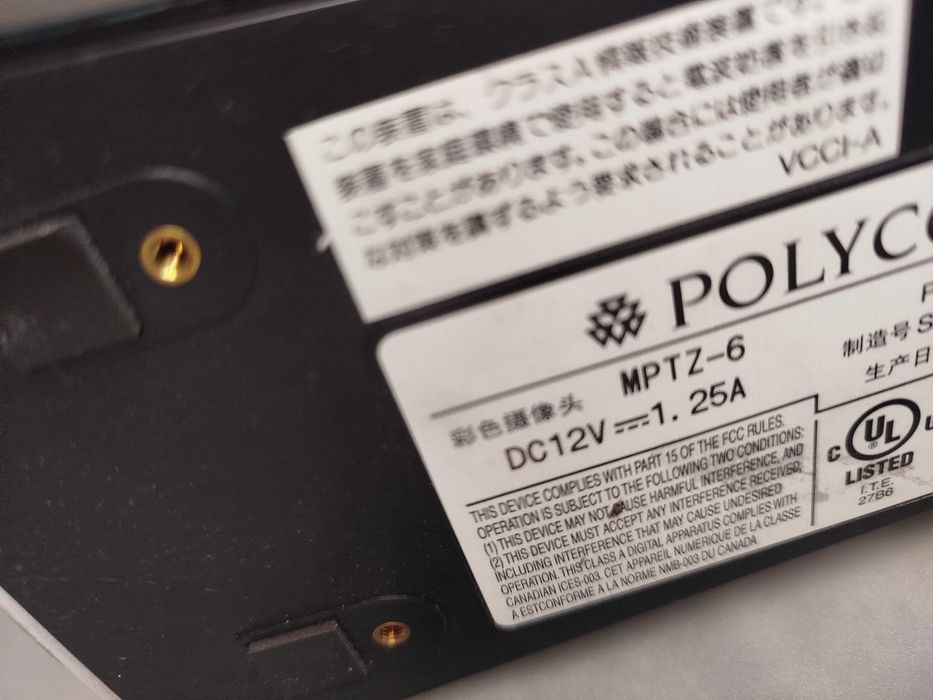 この装置は、クラスA情報技術装置です。
装置を家庭環境で使用すると電波妨害を引き起
こすことがあります。この場合には使用者が適切
な対策を講ずるよう要求されることがあります。
VCCI-A
POLYCO
彩色摄像头 MPTZ-6
制造号 S
生产日
DC12V⎓1.25A
THIS DEVICE COMPLIES WITH PART 15 OF THE FCC RULES.
OPERATION IS SUBJECT TO THE FOLLOWING TWO CONDITIONS:
(1) THIS DEVICE MAY NOT CAUSE HARMFUL INTERFERENCE, AND
(2) THIS DEVICE MUST ACCEPT ANY INTERFERENCE RECEIVED,
INCLUDING INTERFERENCE THAT MAY CAUSE UNDESIRED
OPERATION. THIS CLASS A DIGITAL APPARATUS COMPLIES WITH
CANADIAN ICES-003. CET APPAREIL NUMERIQUE DE LA CLASSE
A ESTCONFORME A LA NORME NMB-003 DU CANADA
C UL ® U
LISTED
I.T.E.
27B6